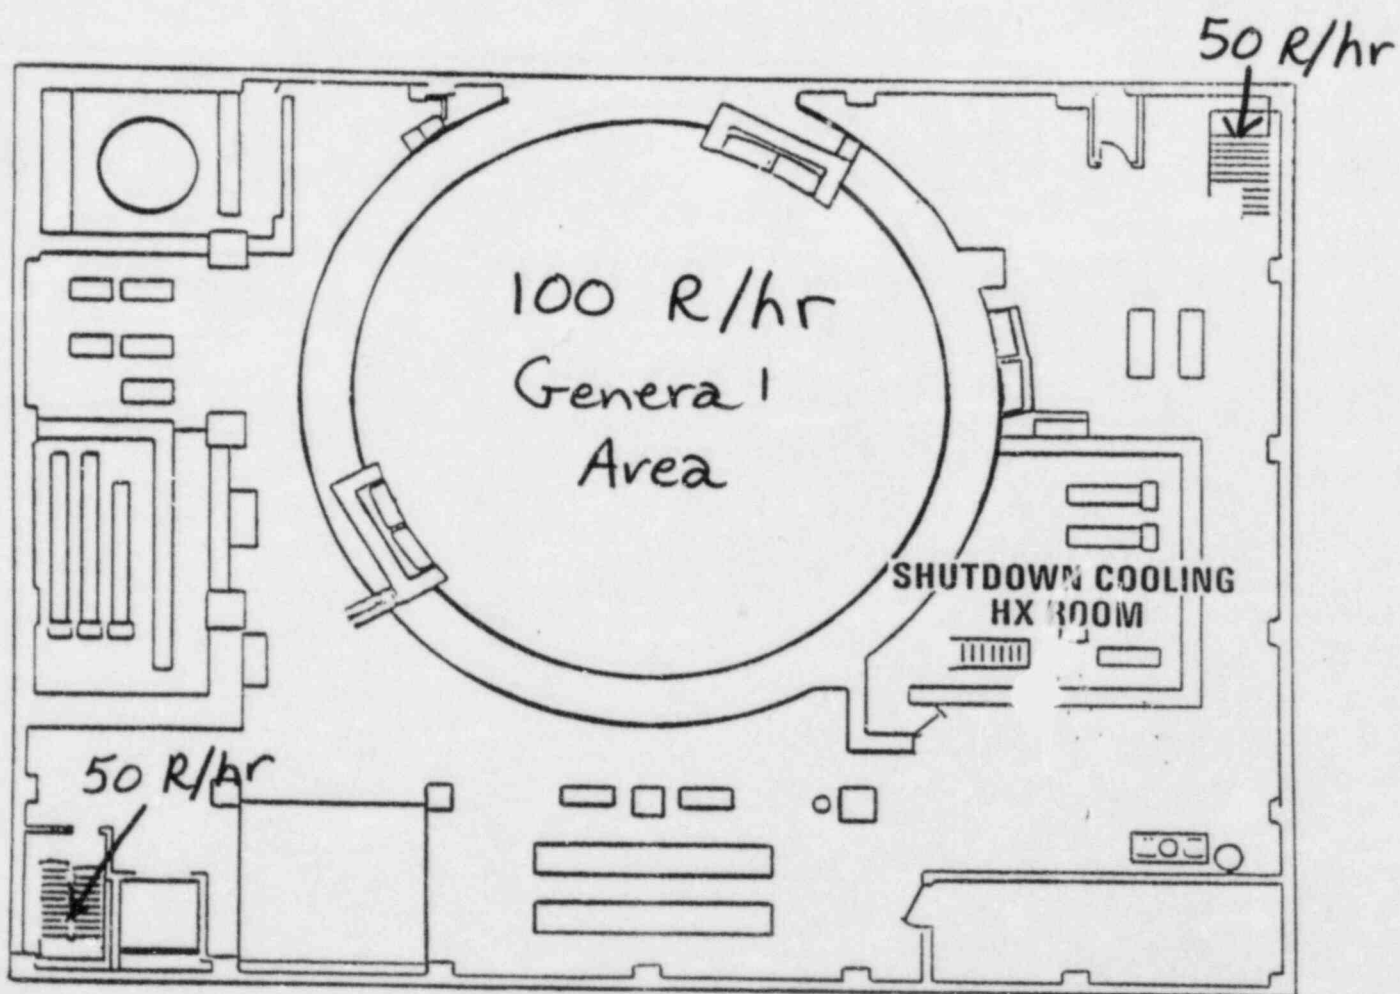 50 R/hr
100 R/hr
General
Area
SHUTDOWN COOLING
HX ROOM
50 R/hr